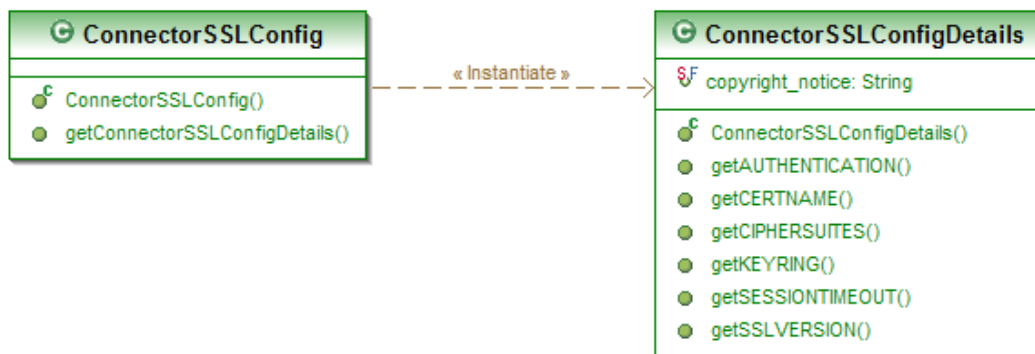 C ConnectorSSLConfig
C ConnectorSSLConfig()
getConnectorSSLConfigDetails()
« Instantiate »
C ConnectorSSLConfigDetails
S F copyright_notice: String
C ConnectorSSLConfigDetails()
getAUTHENTICATION()
getCERTNAME()
getCIPHERSUITES()
getKEYRING()
getSESSIONTIMEOUT()
getSSLVERSION()